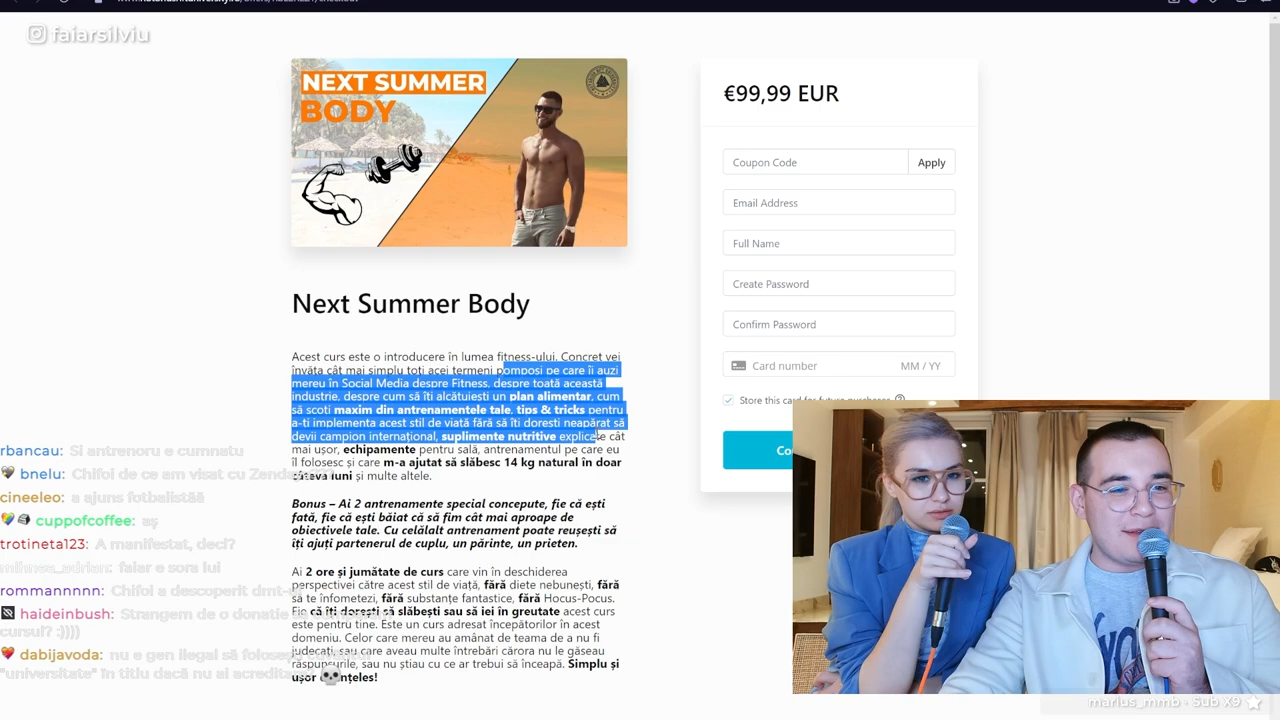 faiarsilviu
NEXT SUMMER
BODY
€99,99 EUR
Coupon Code
Apply
Email Address
Full Name
Create Password
Confirm Password
Card number
MM / YY
Store this card for future purchases
Co
Next Summer Body
Acest curs este o introducere în lumea fitness-ului. Concret vei
învăța cât mai simplu toți acei termeni pomposi pe care îi auzi
mereu în Social Media despre Fitness, despre toată această
industrie, despre cum să îți alcătuiești un plan alimentar, cum
să scoți maxim din antrenamentele tale, tips & tricks pentru
a-ți implementa acest stil de viață fără să îți dorești neapărat să
devii campion internațional, suplimente nutritive explicate cât
mai ușor, echipamente pentru sală, antrenamentul pe care eu
îl folosesc și care m-a ajutat să slăbesc 14 kg natural în doar
câteva luni și multe altele.
Bonus – Ai 2 antrenamente special concepute, fie că ești
fată, fie că ești băiat că să fim cât mai aproape de
obiectivele tale. Cu celălalt antrenament poate reușești să
îți ajuți partenerul de cuplu, un părinte, un prieten.
Ai 2 ore și jumătate de curs care vin în deschiderea
perspectivei către acest stil de viață, fără diete nebunești, fără
să te înfometezi, fără substanțe fantastice, fără Hocus-Pocus.
Fie că îți dorești să slăbești sau să iei în greutate acest curs
este pentru tine. Este un curs adresat începătorilor în acest
domeniu. Celor care mereu au amânat de teama de a nu fi
judecați sau care aveau multe întrebări cărora nu le găseau
răspunsurile, sau nu știau cu ce ar trebui să înceapă. Simplu și
ușor
rbancau: Si antrenoru e cumnatu
bnelu: Chifoi de ce am visat cu Zendaya
cineeleo: a ajuns fotbalistăă
cuppofcoffee: aș
trotineta123: A manifestat, deci?
mihnea_adrian: faiar e sora lui
rommannnnn: Chifoi a descoperit dmt-
haideinbush: Strangem de o donatie
cursul? :))))
dabijavoda: nu e gen ilegal să folosești
"universitate" în titlu dacă nu ai
marius_mmb - Sub X9